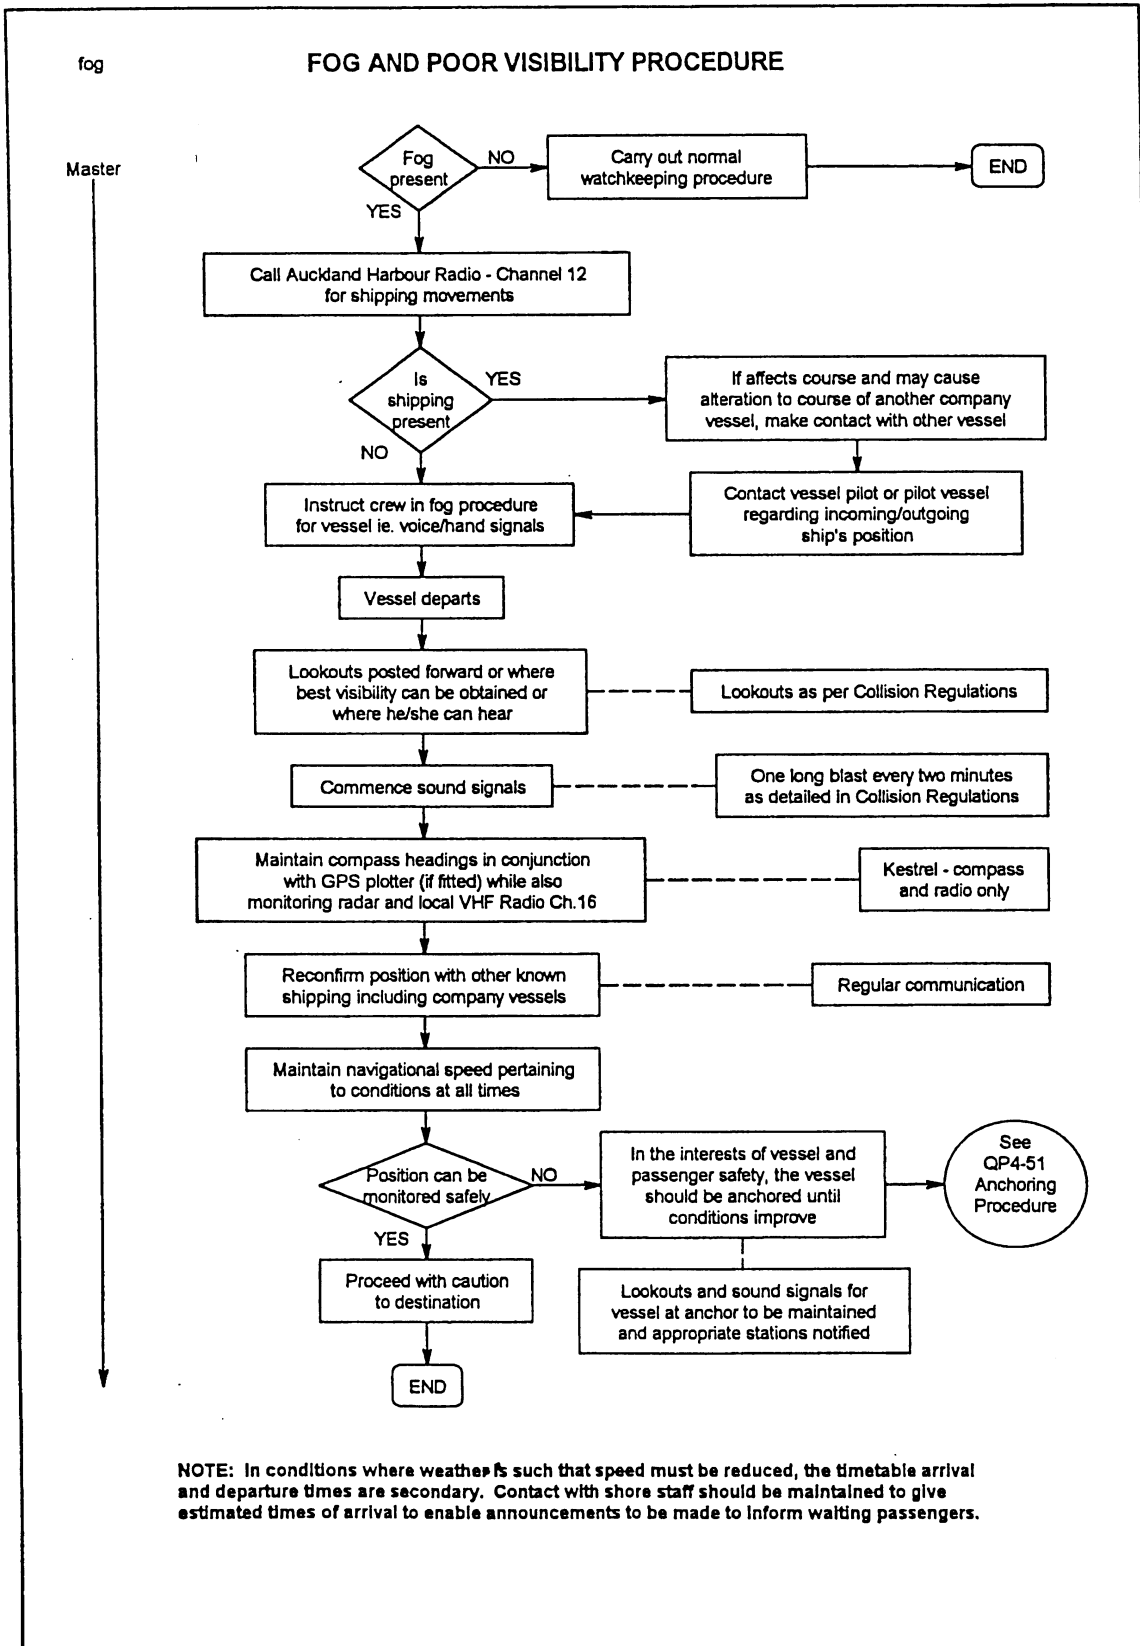 fog
FOG AND POOR VISIBILITY PROCEDURE
Master
Fog
present
NO
Carry out normal
watchkeeping procedure
END
YES
Call Auckland Harbour Radio - Channel 12
for shipping movements
Is
shipping
present
YES
If affects course and may cause
alteration to course of another company
vessel, make contact with other vessel
NO
Contact vessel pilot or pilot vessel
regarding incoming/outgoing
ship's position
Instruct crew in fog procedure
for vessel ie. voice/hand signals
Vessel departs
Lookouts posted forward or where
best visibility can be obtained or
where he/she can hear
Lookouts as per Collision Regulations
Commence sound signals
One long blast every two minutes
as detailed in Collision Regulations
Maintain compass headings in conjunction
with GPS plotter (if fitted) while also
monitoring radar and local VHF Radio Ch.16
Kestrel - compass
and radio only
Reconfirm position with other known
shipping including company vessels
Regular communication
Maintain navigational speed pertaining
to conditions at all times
Position can be
monitored safely
NO
In the interests of vessel and
passenger safety, the vessel
should be anchored until
conditions improve
See
QP4-51
Anchoring
Procedure
YES
Proceed with caution
to destination
Lookouts and sound signals for
vessel at anchor to be maintained
and appropriate stations notified
END
NOTE: In conditions where weather is such that speed must be reduced, the timetable arrival
and departure times are secondary. Contact with shore staff should be maintained to give
estimated times of arrival to enable announcements to be made to inform waiting passengers.